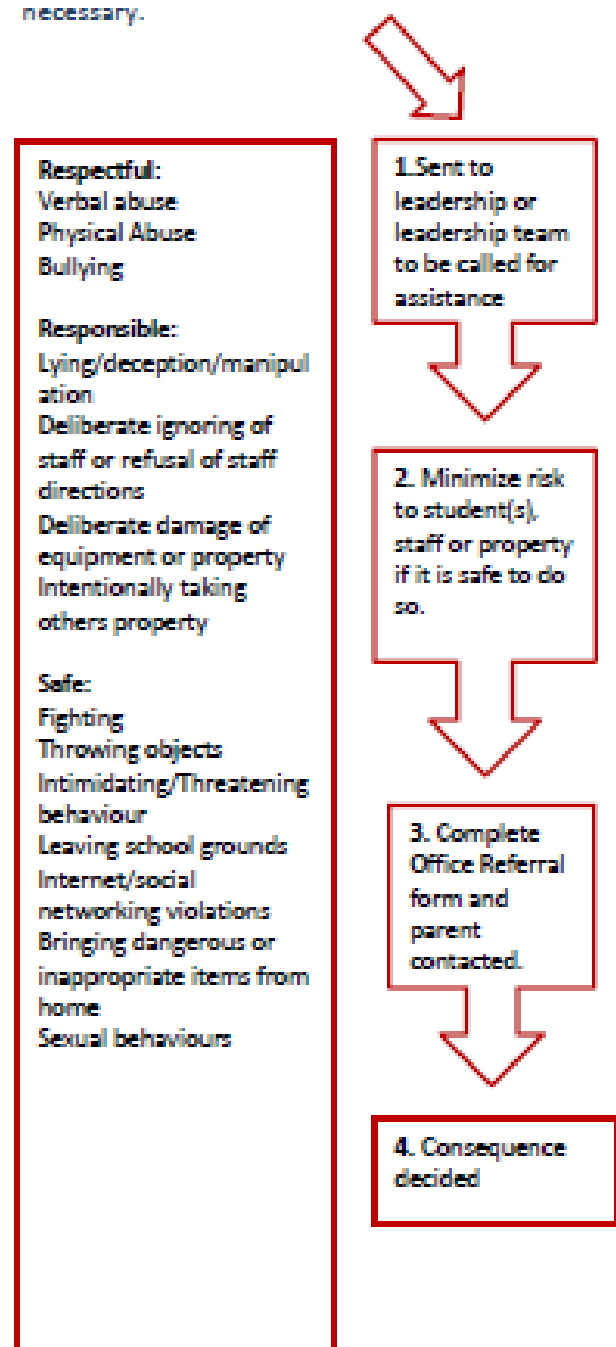 necessary.
Respectful:
Verbal abuse
Physical Abuse
Bullying
Responsible:
Lying/deception/manipul
ation
Deliberate ignoring of
staff or refusal of staff
directions
Deliberate damage of
equipment or property
Intentionally taking
others property
Safe:
Fighting
Throwing objects
Intimidating/Threatening
behaviour
Leaving school grounds
Internet/social
networking violations
Bringing dangerous or
inappropriate items from
home
Sexual behaviours
1.Sent to
leadership or
leadership team
to be called for
assistance
2. Minimize risk
to student(s),
staff or property
if it is safe to do
so.
3. Complete
Office Referral
form and
parent
contacted.
4. Consequence
decided